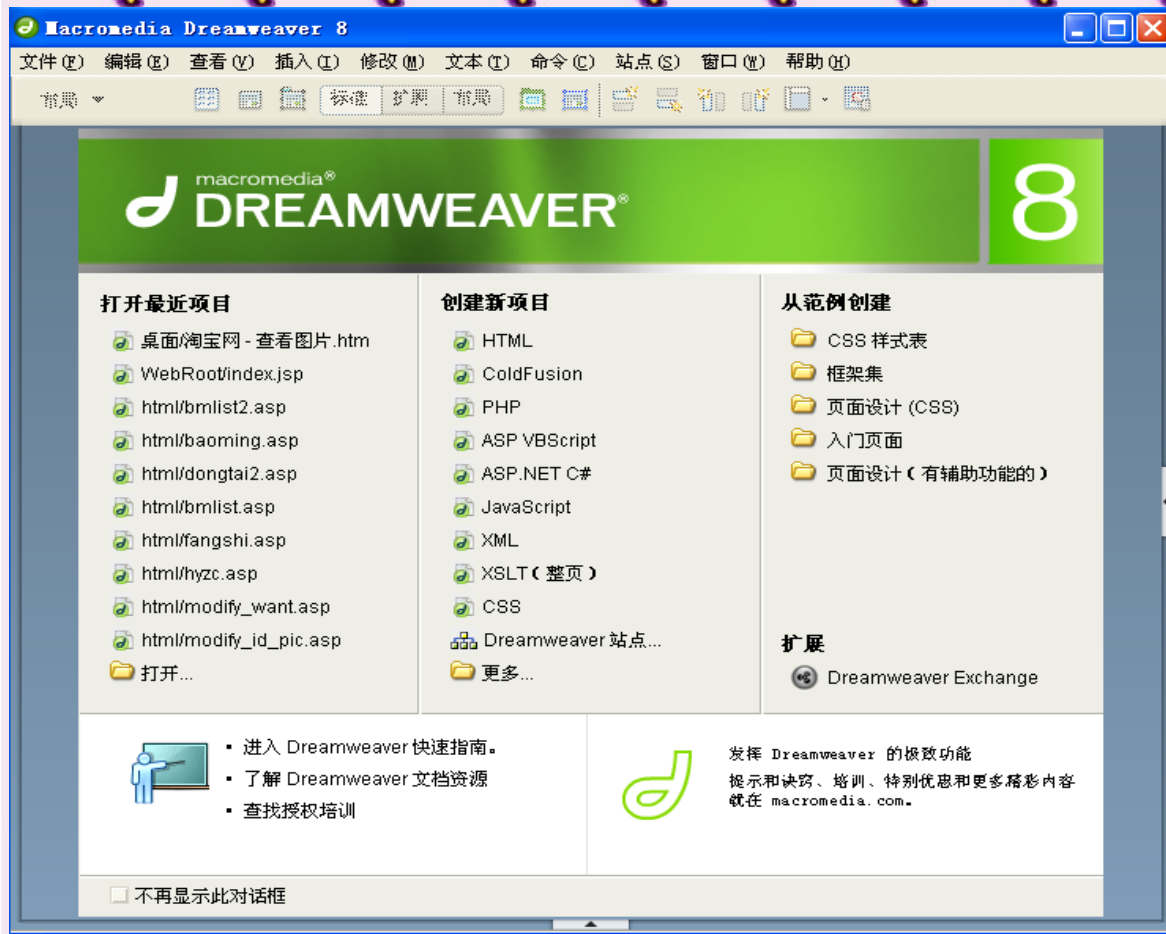 Macromedia Dreamweaver 8
文件(F) 编辑(E) 查看(V) 插入(I) 修改(M) 文本(T) 命令(C) 站点(S) 窗口(W) 帮助(H)
布局 标准 扩展 布局
macromedia®
DREAMWEAVER®
8
打开最近项目
桌面/淘宝网 - 查看图片.htm
WebRoot/index.jsp
html/bmlist2.asp
html/baoming.asp
html/dongtai2.asp
html/bmlist.asp
html/fangshi.asp
html/hyzc.asp
html/modify_want.asp
html/modify_id_pic.asp
打开...
创建新项目
HTML
ColdFusion
PHP
ASP VBScript
ASP.NET C#
JavaScript
XML
XSLT(整页)
CSS
Dreamweaver 站点...
更多...
从范例创建
CSS 样式表
框架集
页面设计 (CSS)
入门页面
页面设计(有辅助功能的)
扩展
Dreamweaver Exchange
▪ 进入 Dreamweaver 快速指南。
▪ 了解 Dreamweaver 文档资源
▪ 查找授权培训
发挥 Dreamweaver 的极致功能
提示和诀窍、培训、特别优惠和更多精彩内容
就在 macromedia.com。
不再显示此对话框